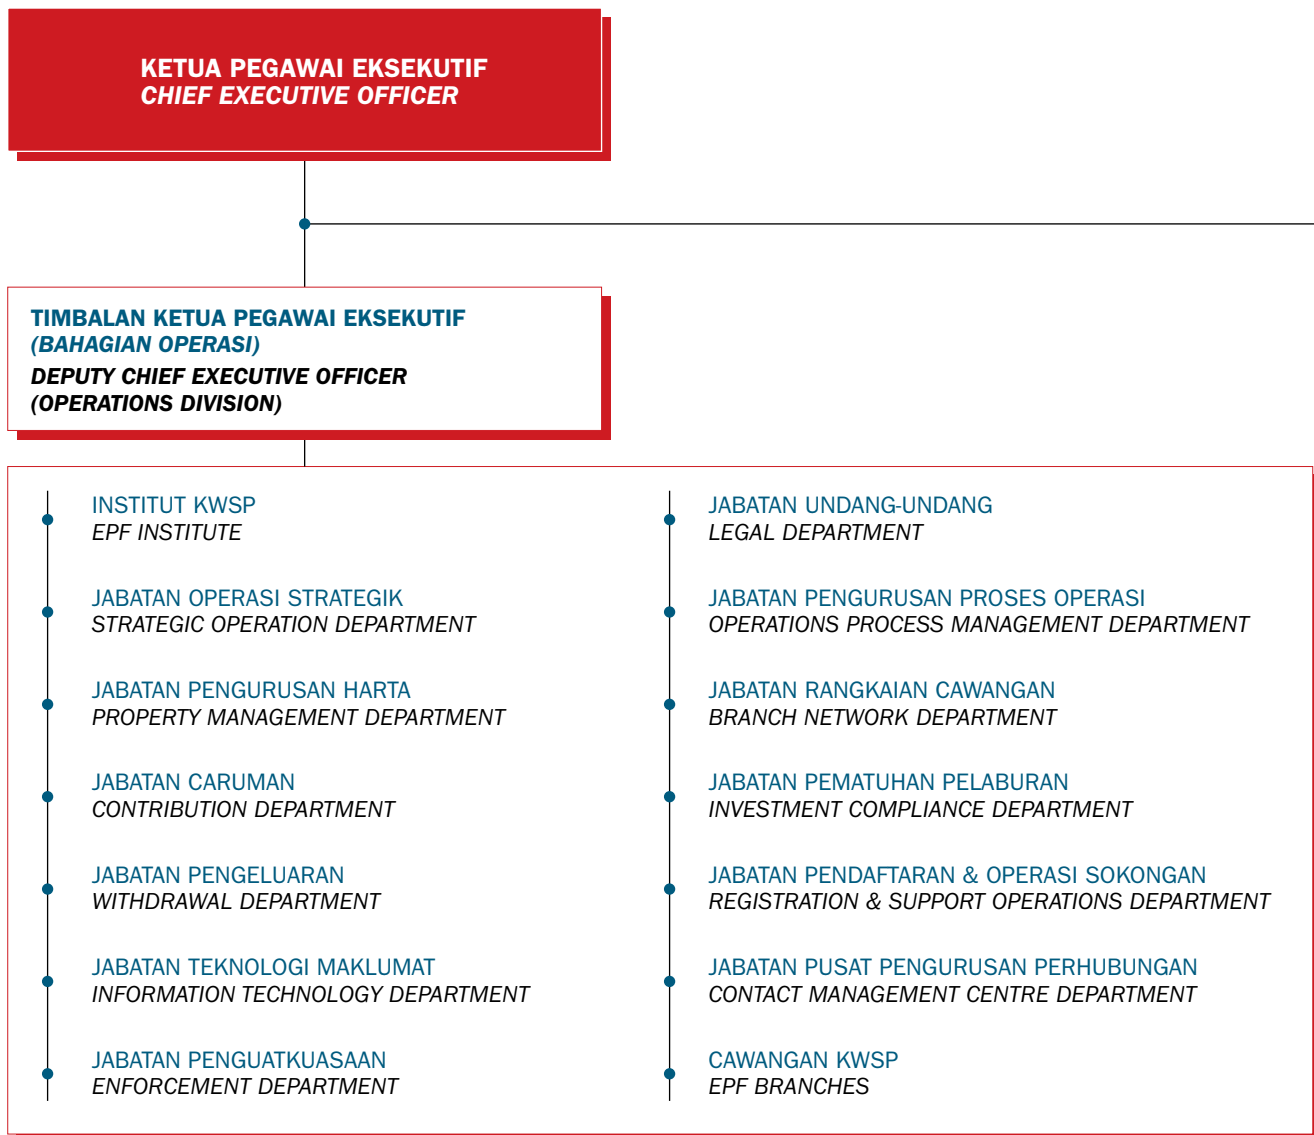 KETUA PEGAWAI EKSEKUTIF
CHIEF EXECUTIVE OFFICER
TIMBALAN KETUA PEGAWAI EKSEKUTIF
(BAHAGIAN OPERASI)
DEPUTY CHIEF EXECUTIVE OFFICER
(OPERATIONS DIVISION)
INSTITUT KWSP
EPF INSTITUTE
JABATAN OPERASI STRATEGIK
STRATEGIC OPERATION DEPARTMENT
JABATAN PENGURUSAN HARTA
PROPERTY MANAGEMENT DEPARTMENT
JABATAN CARUMAN
CONTRIBUTION DEPARTMENT
JABATAN PENGELUARAN
WITHDRAWAL DEPARTMENT
JABATAN TEKNOLOGI MAKLUMAT
INFORMATION TECHNOLOGY DEPARTMENT
JABATAN PENGUATKUASAAN
ENFORCEMENT DEPARTMENT
JABATAN UNDANG-UNDANG
LEGAL DEPARTMENT
JABATAN PENGURUSAN PROSES OPERASI
OPERATIONS PROCESS MANAGEMENT DEPARTMENT
JABATAN RANGKAIAN CAWANGAN
BRANCH NETWORK DEPARTMENT
JABATAN PEMATUHAN PELABURAN
INVESTMENT COMPLIANCE DEPARTMENT
JABATAN PENDAFTARAN & OPERASI SOKONGAN
REGISTRATION & SUPPORT OPERATIONS DEPARTMENT
JABATAN PUSAT PENGURUSAN PERHUBUNGAN
CONTACT MANAGEMENT CENTRE DEPARTMENT
CAWANGAN KWSP
EPF BRANCHES